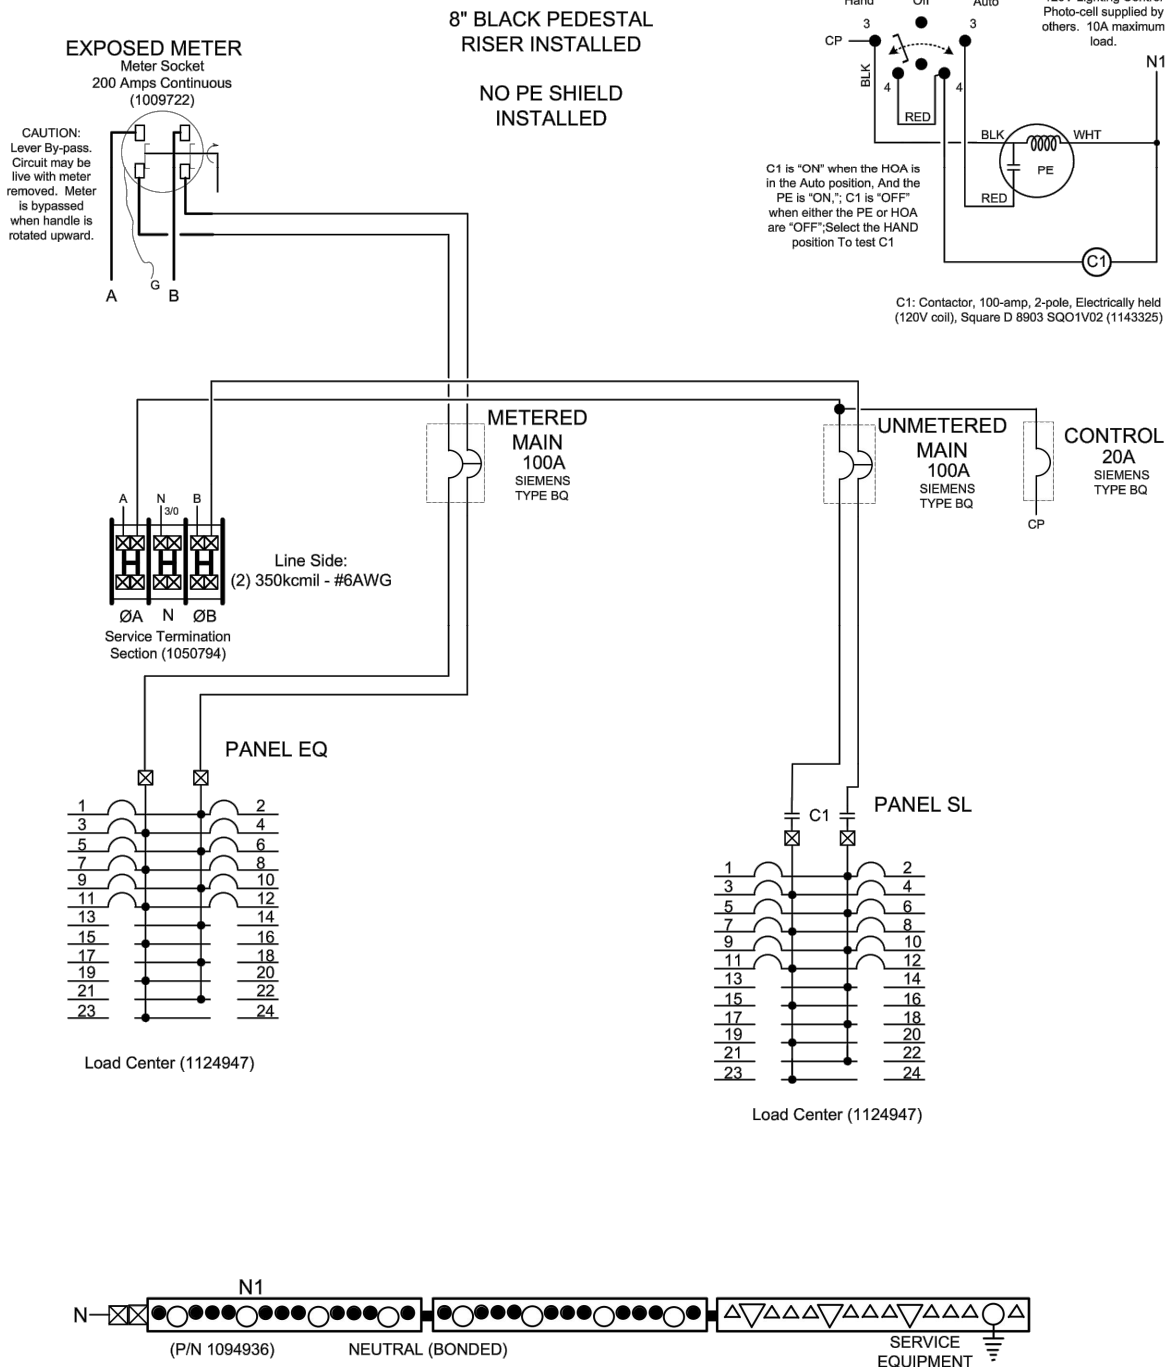 8" BLACK PEDESTAL
RISER INSTALLED
NO PE SHIELD
INSTALLED
EXPOSED METER
Meter Socket
200 Amps Continuous
(1009722)
CAUTION:
Lever By-pass.
Circuit may be
live with meter
removed. Meter
is bypassed
when handle is
rotated upward.
A
G
B
Hand
Off
Auto
3
3
CP
BLK
4
4
RED
BLK
WHT
PE
RED
C1
120V Lighting Control
Photo-cell supplied by
others. 10A maximum
load.
N1
C1 is “ON” when the HOA is
in the Auto position, And the
PE is “ON,”; C1 is “OFF”
when either the PE or HOA
are “OFF”;Select the HAND
position To test C1
C1: Contactor, 100-amp, 2-pole, Electrically held
(120V coil), Square D 8903 SQO1V02 (1143325)
METERED
MAIN
100A
SIEMENS
TYPE BQ
UNMETERED
MAIN
100A
SIEMENS
TYPE BQ
CONTROL
20A
SIEMENS
TYPE BQ
CP
A
N
B
3/0
Line Side:
(2) 350kcmil - #6AWG
ØA N ØB
Service Termination
Section (1050794)
PANEL EQ
1 2
3 4
5 6
7 8
9 10
11 12
13 14
15 16
17 18
19 20
21 22
23 24
Load Center (1124947)
PANEL SL
C1
1 2
3 4
5 6
7 8
9 10
11 12
13 14
15 16
17 18
19 20
21 22
23 24
Load Center (1124947)
N1
N
(P/N 1094936)
NEUTRAL (BONDED)
SERVICE
EQUIPMENT